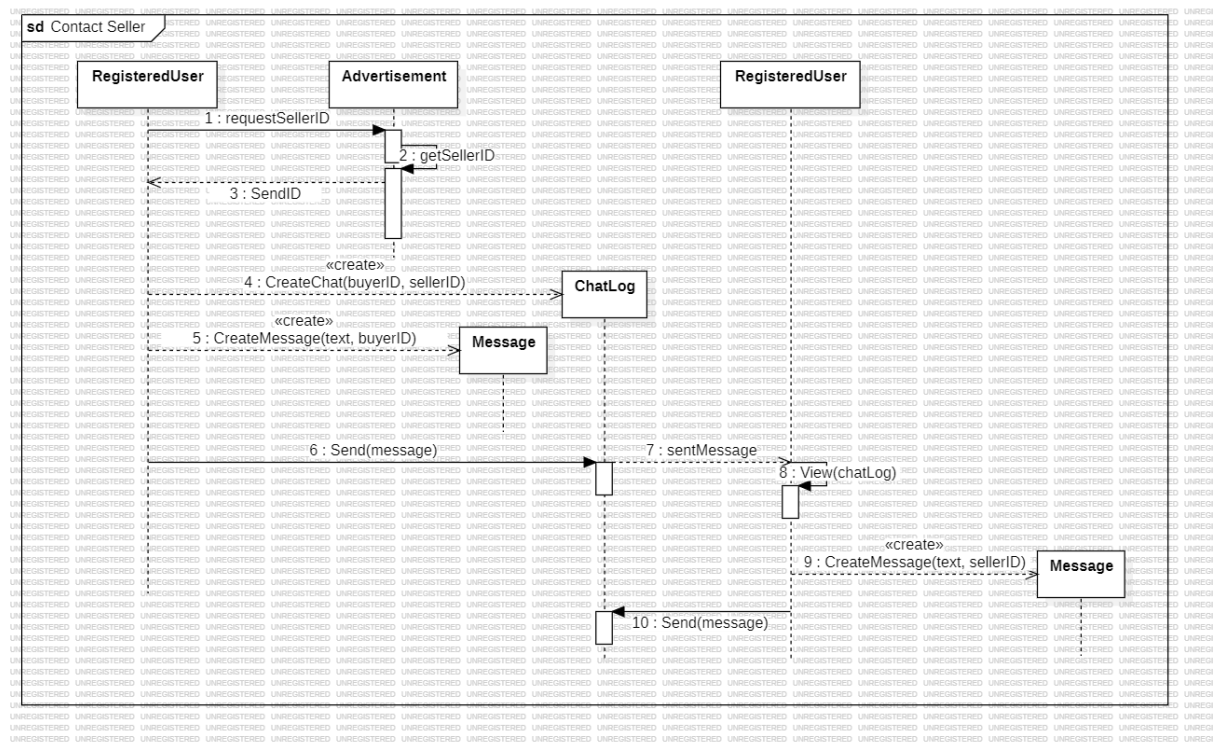 sd Contact Seller
RegisteredUser
Advertisement
RegisteredUser
1 : requestSellerID
2 : getSellerID
3 : SendID
«create»
4 : CreateChat(buyerID, sellerID)
ChatLog
«create»
5 : CreateMessage(text, buyerID)
Message
6 : Send(message)
7 : sentMessage
8 : View(chatLog)
«create»
9 : CreateMessage(text, sellerID)
Message
10 : Send(message)
UNREGISTERED